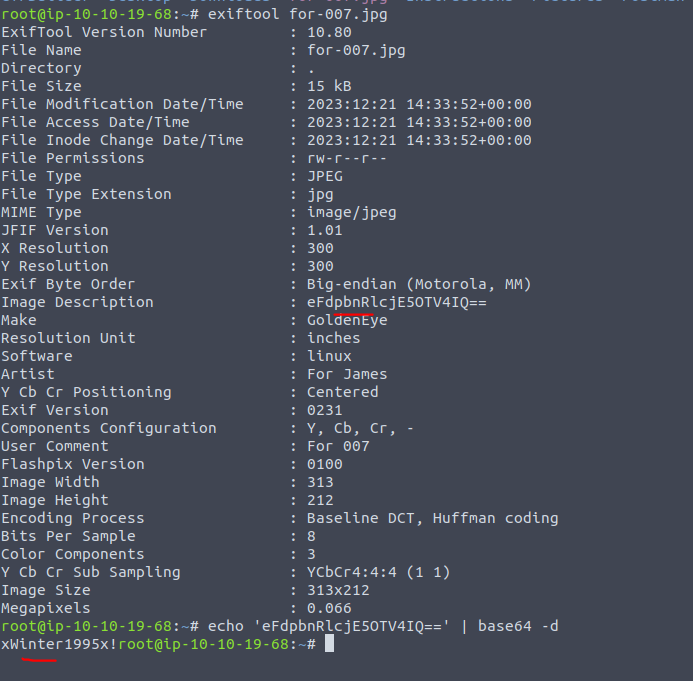 root@ip-10-10-19-68:~# exiftool for-007.jpg
ExifTool Version Number         : 10.80
File Name                       : for-007.jpg
Directory                       : .
File Size                       : 15 kB
File Modification Date/Time     : 2023:12:21 14:33:52+00:00
File Access Date/Time           : 2023:12:21 14:33:52+00:00
File Inode Change Date/Time     : 2023:12:21 14:33:52+00:00
File Permissions                : rw-r--r--
File Type                       : JPEG
File Type Extension             : jpg
MIME Type                       : image/jpeg
JFIF Version                    : 1.01
X Resolution                    : 300
Y Resolution                    : 300
Exif Byte Order                 : Big-endian (Motorola, MM)
Image Description               : eFdpbnRlcjE5OTV4IQ==
Make                            : GoldenEye
Resolution Unit                 : inches
Software                        : linux
Artist                          : For James
Y Cb Cr Positioning             : Centered
Exif Version                    : 0231
Components Configuration        : Y, Cb, Cr, -
User Comment                    : For 007
Flashpix Version                : 0100
Image Width                     : 313
Image Height                    : 212
Encoding Process                : Baseline DCT, Huffman coding
Bits Per Sample                 : 8
Color Components                : 3
Y Cb Cr Sub Sampling            : YCbCr4:4:4 (1 1)
Image Size                      : 313x212
Megapixels                      : 0.066
root@ip-10-10-19-68:~# echo 'eFdpbnRlcjE5OTV4IQ==' | base64 -d
xWinter1995x!root@ip-10-10-19-68:~#